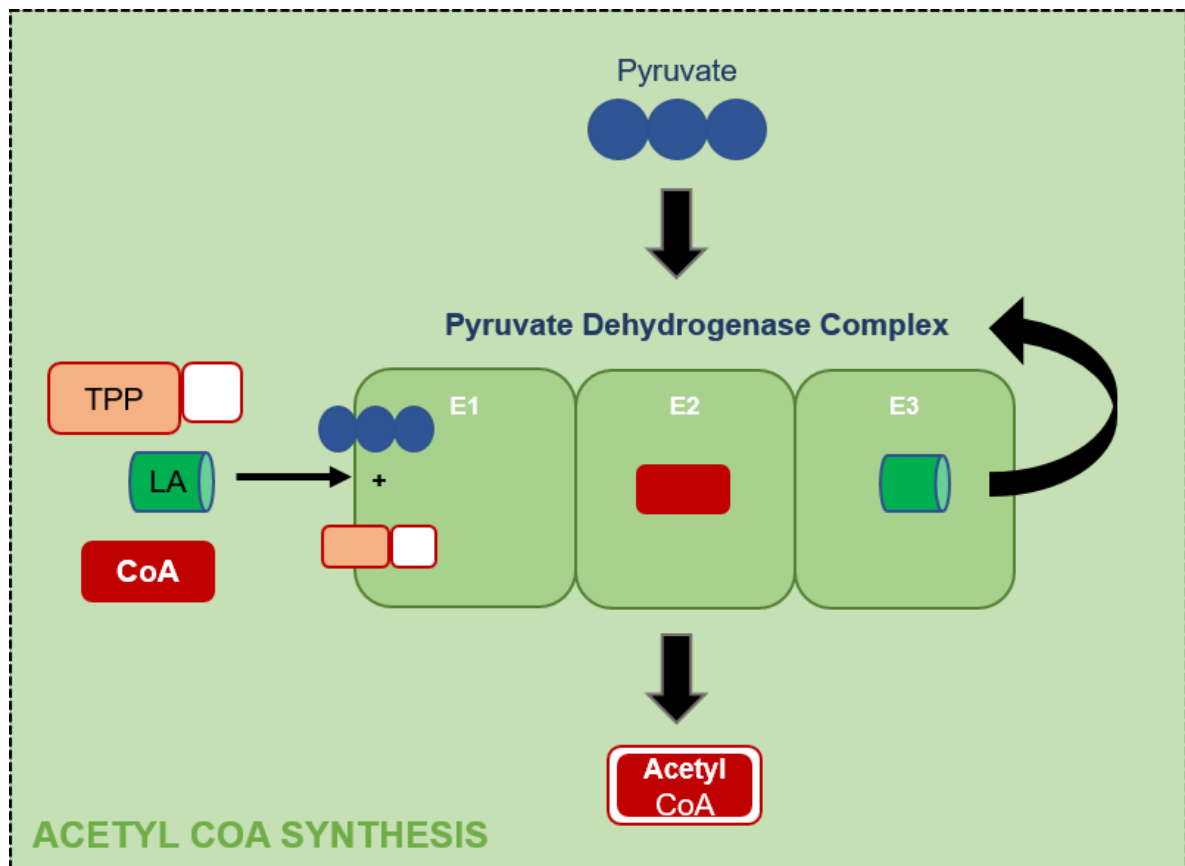 Pyruvate
Pyruvate Dehydrogenase Complex
TPP
LA
CoA
E1
E2
E3
+
Acetyl
CoA
ACETYL COA SYNTHESIS